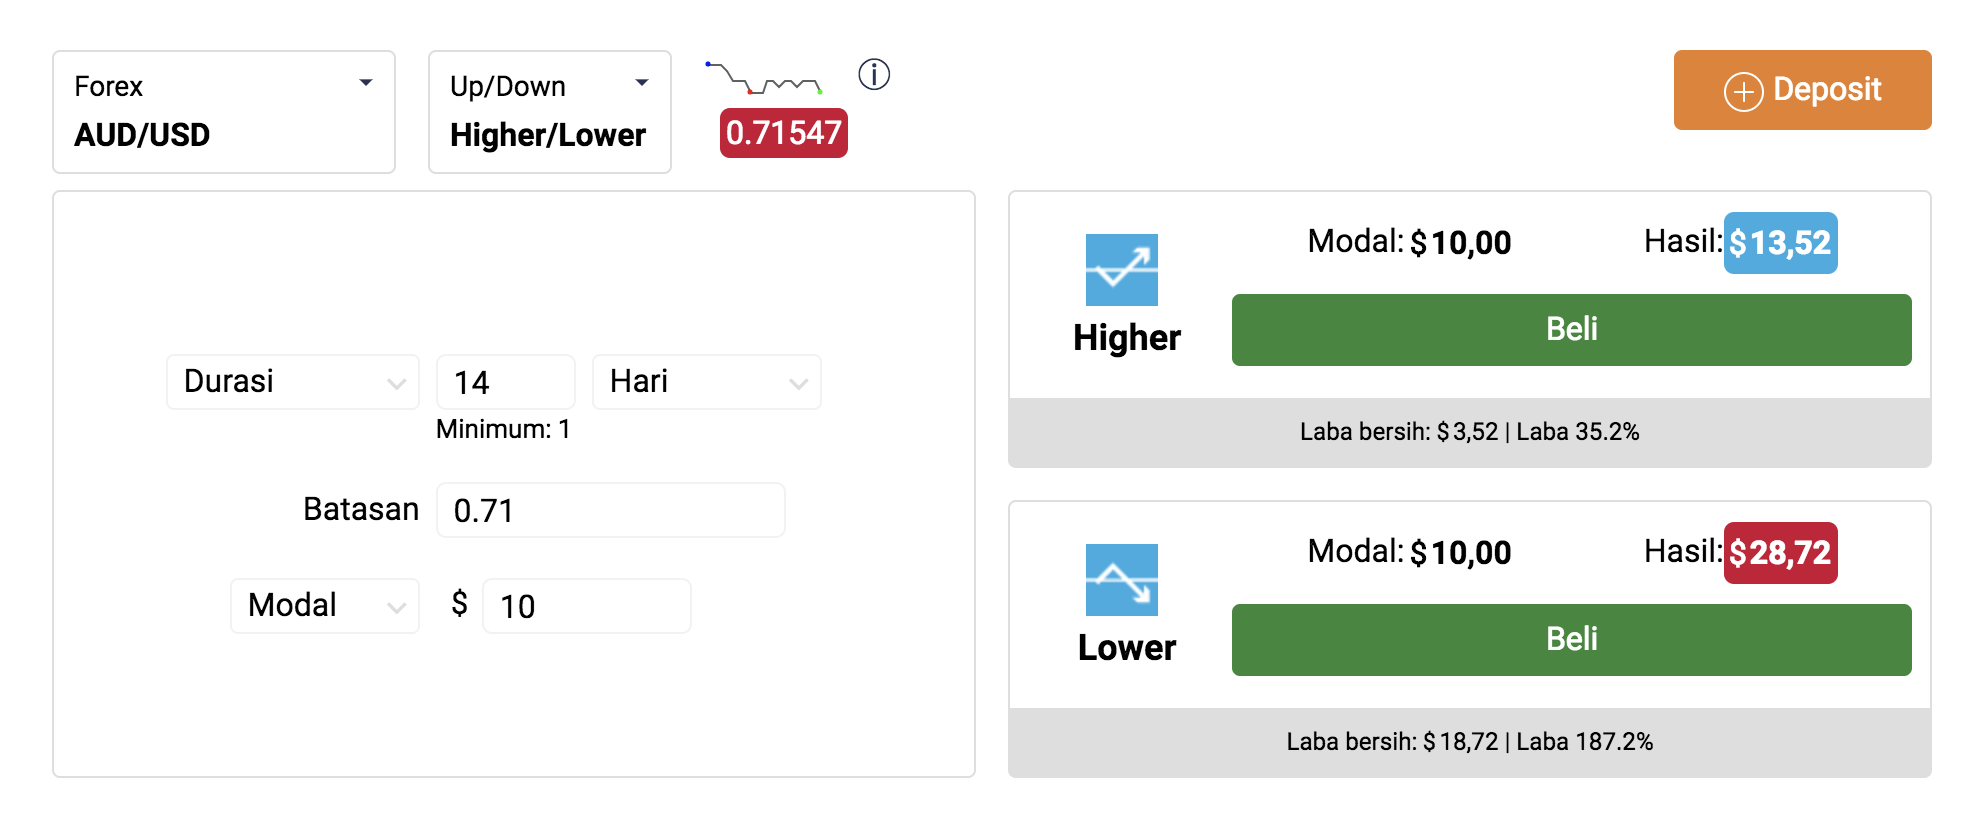 Forex
AUD/USD
Up/Down
Higher/Lower
0.71547
Deposit
Durasi 14 Hari
Minimum: 1
Batasan 0.71
Modal $ 10
Modal: $10,00 Hasil: $13,52
Higher
Beli
Laba bersih: $3,52 | Laba 35.2%
Modal: $10,00 Hasil: $28,72
Lower
Beli
Laba bersih: $18,72 | Laba 187.2%